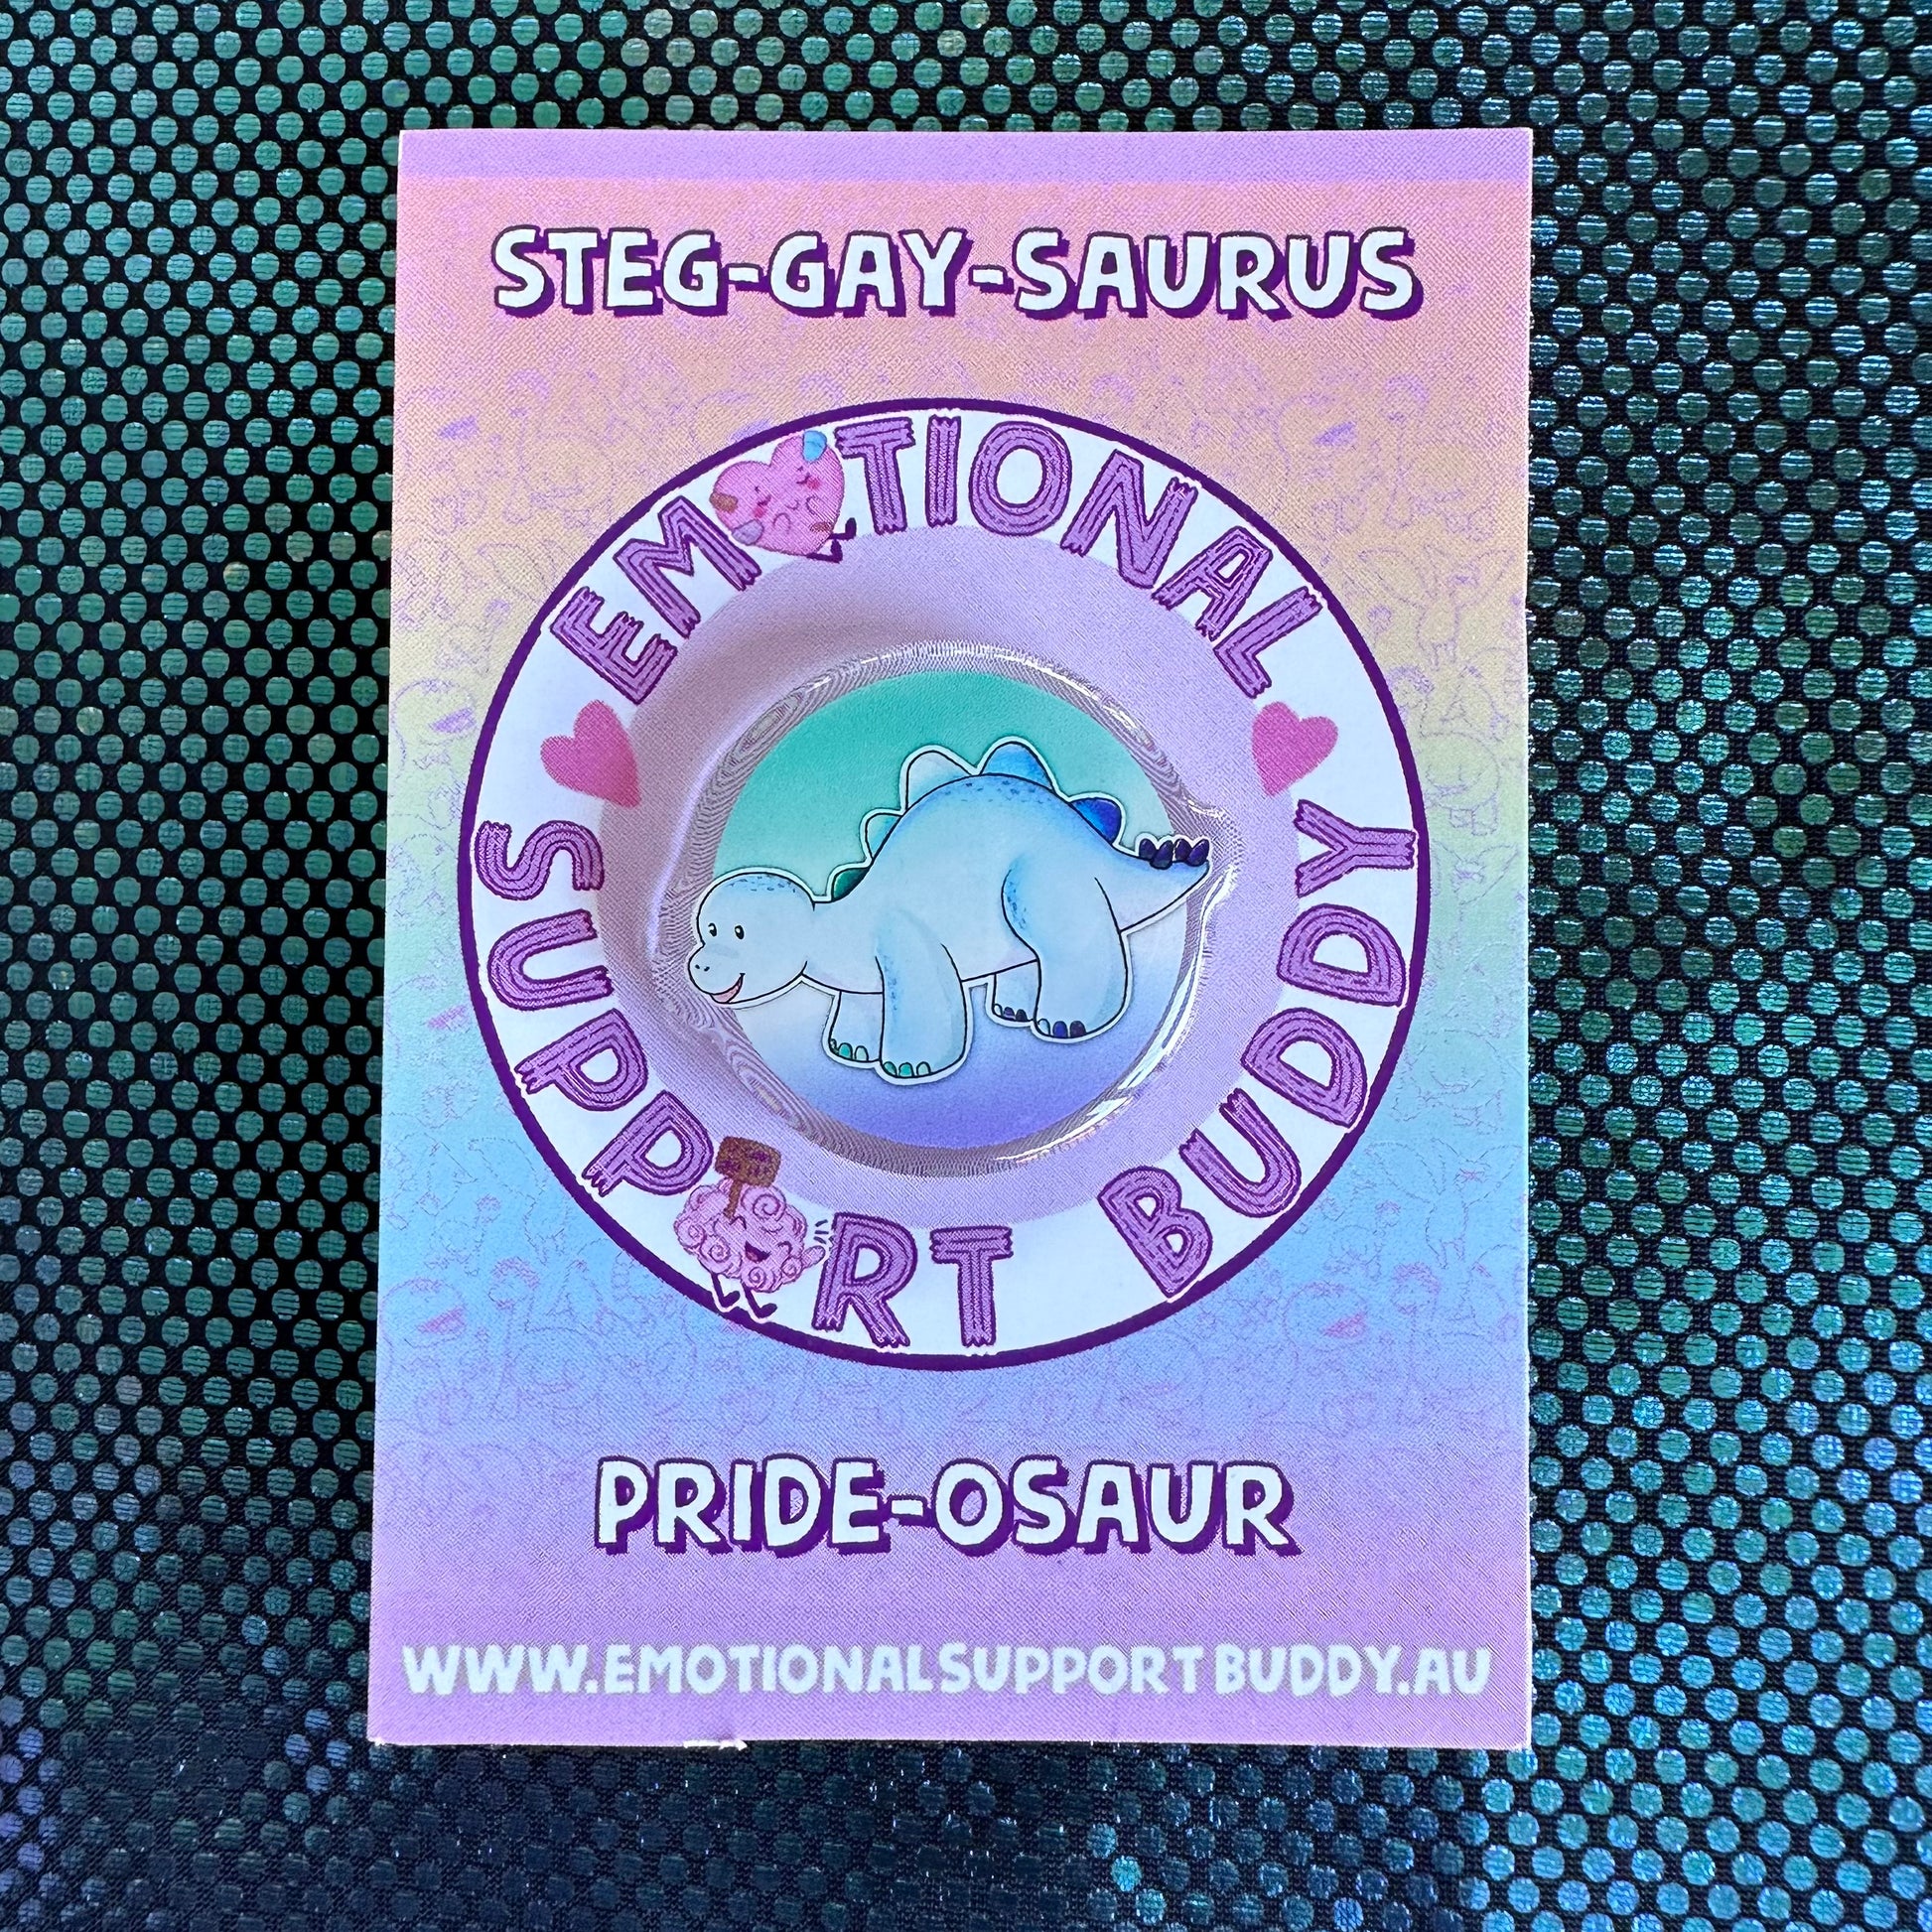 STEG-GAY-SAURUS
EMOTIONAL
SUPPORT BUDDY
PRIDE-OSAUR
WWW.EMOTIONALSUPPORTBUDDY.AU